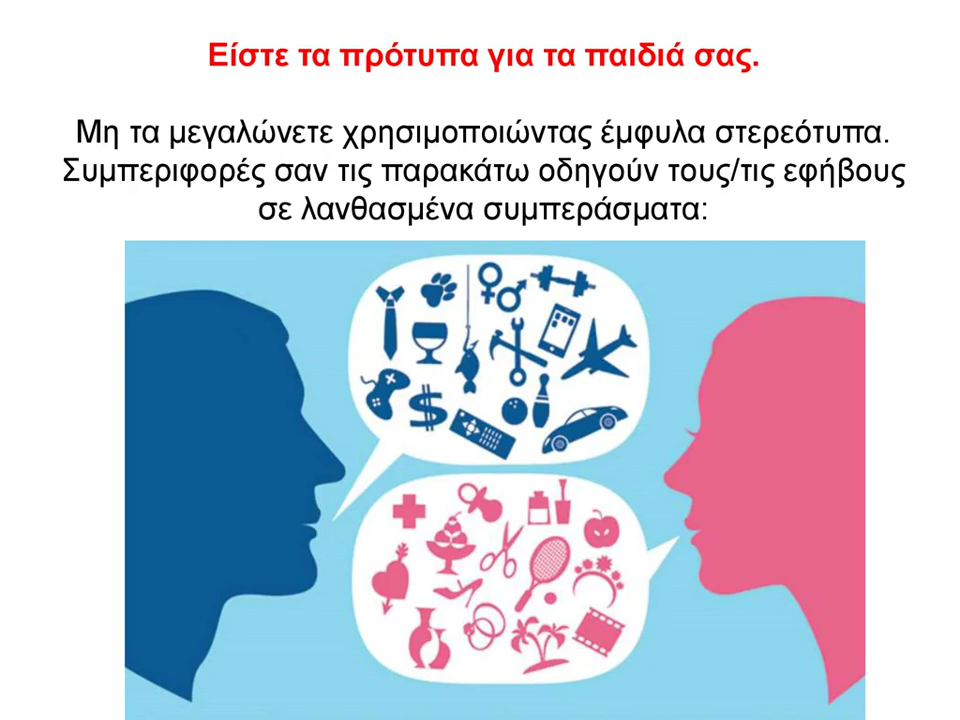 Είστε τα πρότυπα για τα παιδιά σας.
Μη τα μεγαλώνετε χρησιμοποιώντας έμφυλα στερεότυπα.
Συμπεριφορές σαν τις παρακάτω οδηγούν τους/τις εφήβους
σε λανθασμένα συμπεράσματα: